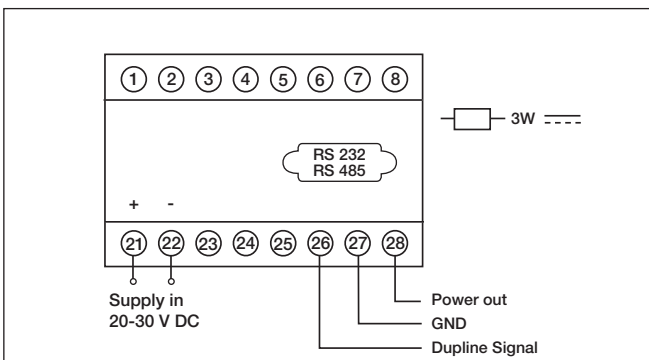 1 2 3 4 5 6 7 8
3W
RS 232
RS 485
+ -
21 22 23 24 25 26 27 28
Supply in
20-30 V DC
Power out
GND
Dupline Signal